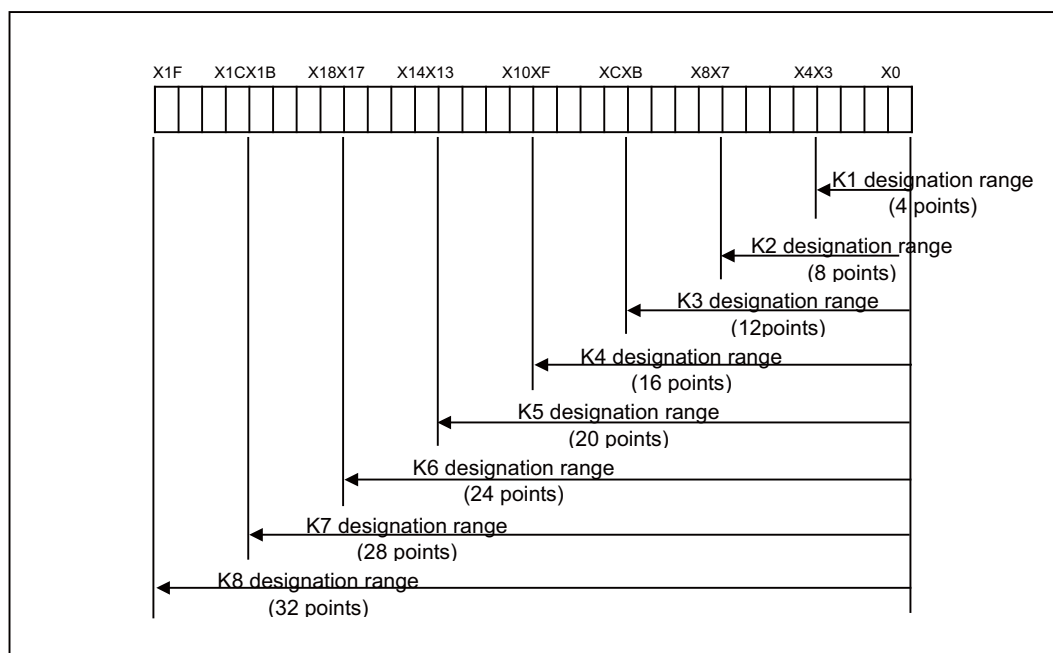 X1F X1CX1B X18X17 X14X13 X10XF XCXB X8X7 X4X3 X0
K1 designation range
(4 points)
K2 designation range
(8 points)
K3 designation range
(12points)
K4 designation range
(16 points)
K5 designation range
(20 points)
K6 designation range
(24 points)
K7 designation range
(28 points)
K8 designation range
(32 points)